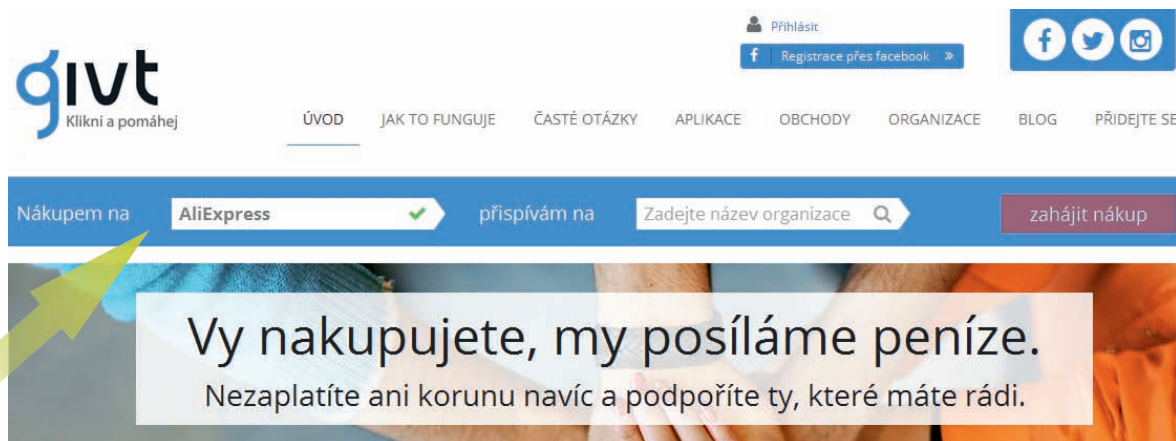 Přihlásit
Registrace přes facebook »
givt
Klikni a pomáhej
ÚVOD JAK TO FUNGUJE ČASTÉ OTÁZKY APLIKACE OBCHODY ORGANIZACE BLOG PŘIDEJTE SE
Nákupem na AliExpress přispívám na Zadejte název organizace zahájit nákup
Vy nakupujete, my posíláme peníze.
Nezaplatíte ani korunu navíc a podpoříte ty, které máte rádi.